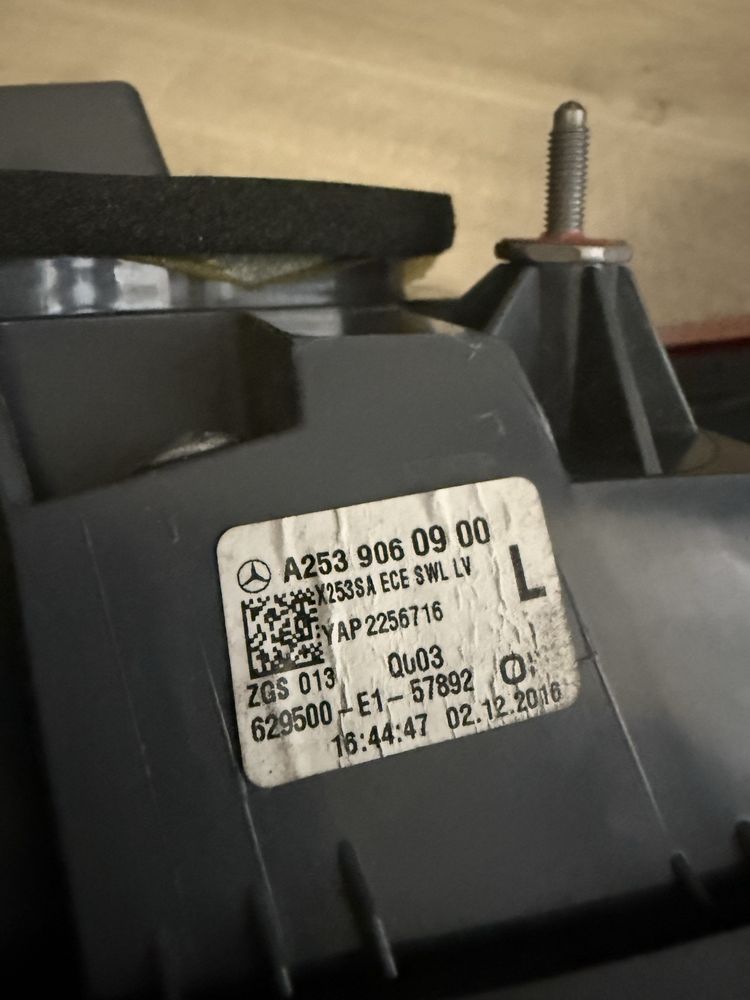 A253 906 09 00
X253SA ECE SWL LV
L
YAP 2256716
ZGS 013 Q003
629500-E1-57892
16:44:47 02.12.2016